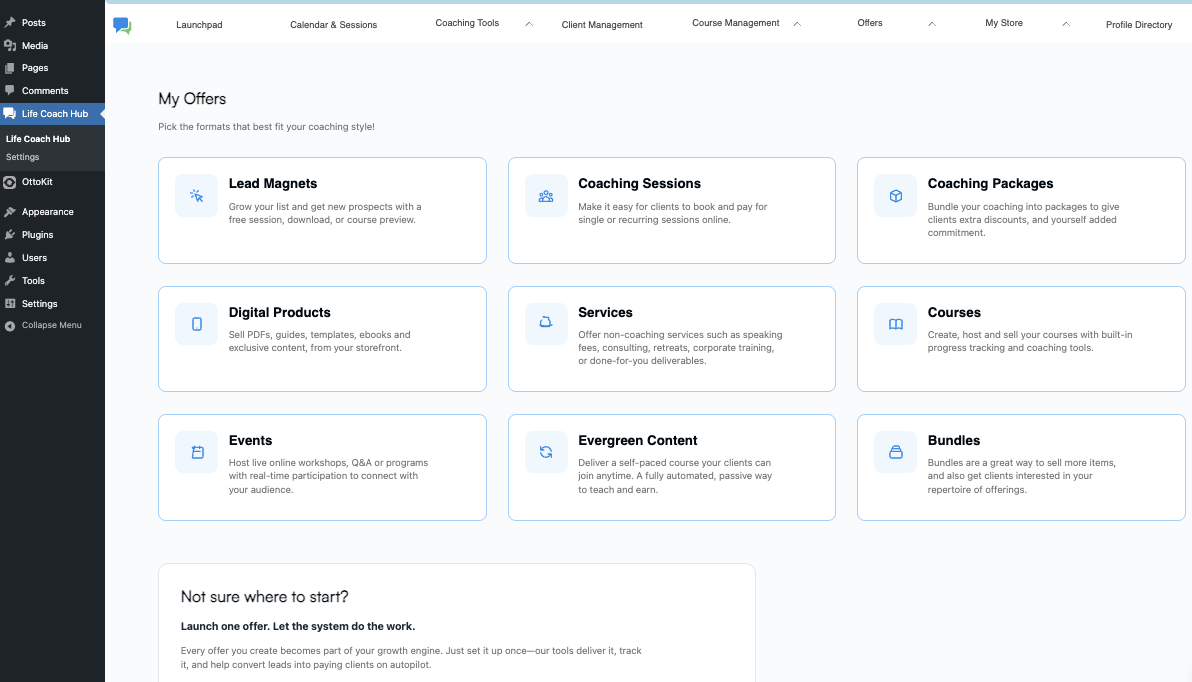 Posts
Media
Pages
Comments
Life Coach Hub
Life Coach Hub
Settings
OttoKit
Appearance
Plugins
Users
Tools
Settings
Collapse Menu
Launchpad
Calendar & Sessions
Coaching Tools
Client Management
Course Management
Offers
My Store
Profile Directory
My Offers
Pick the formats that best fit your coaching style!
Lead Magnets
Grow your list and get new prospects with a
free session, download, or course preview.
Coaching Sessions
Make it easy for clients to book and pay for
single or recurring sessions online.
Coaching Packages
Bundle your coaching into packages to give
clients extra discounts, and yourself added
commitment.
Digital Products
Sell PDFs, guides, templates, ebooks and
exclusive content, from your storefront.
Services
Offer non-coaching services such as speaking
fees, consulting, retreats, corporate training,
or done-for-you deliverables.
Courses
Create, host and sell your courses with built-in
progress tracking and coaching tools.
Events
Host live online workshops, Q&A or programs
with real-time participation to connect with
your audience.
Evergreen Content
Deliver a self-paced course your clients can
join anytime. A fully automated, passive way
to teach and earn.
Bundles
Bundles are a great way to sell more items,
and also get clients interested in your
repertoire of offerings.
Not sure where to start?
Launch one offer. Let the system do the work.
Every offer you create becomes part of your growth engine. Just set it up once—our tools deliver it, track
it, and help convert leads into paying clients on autopilot.